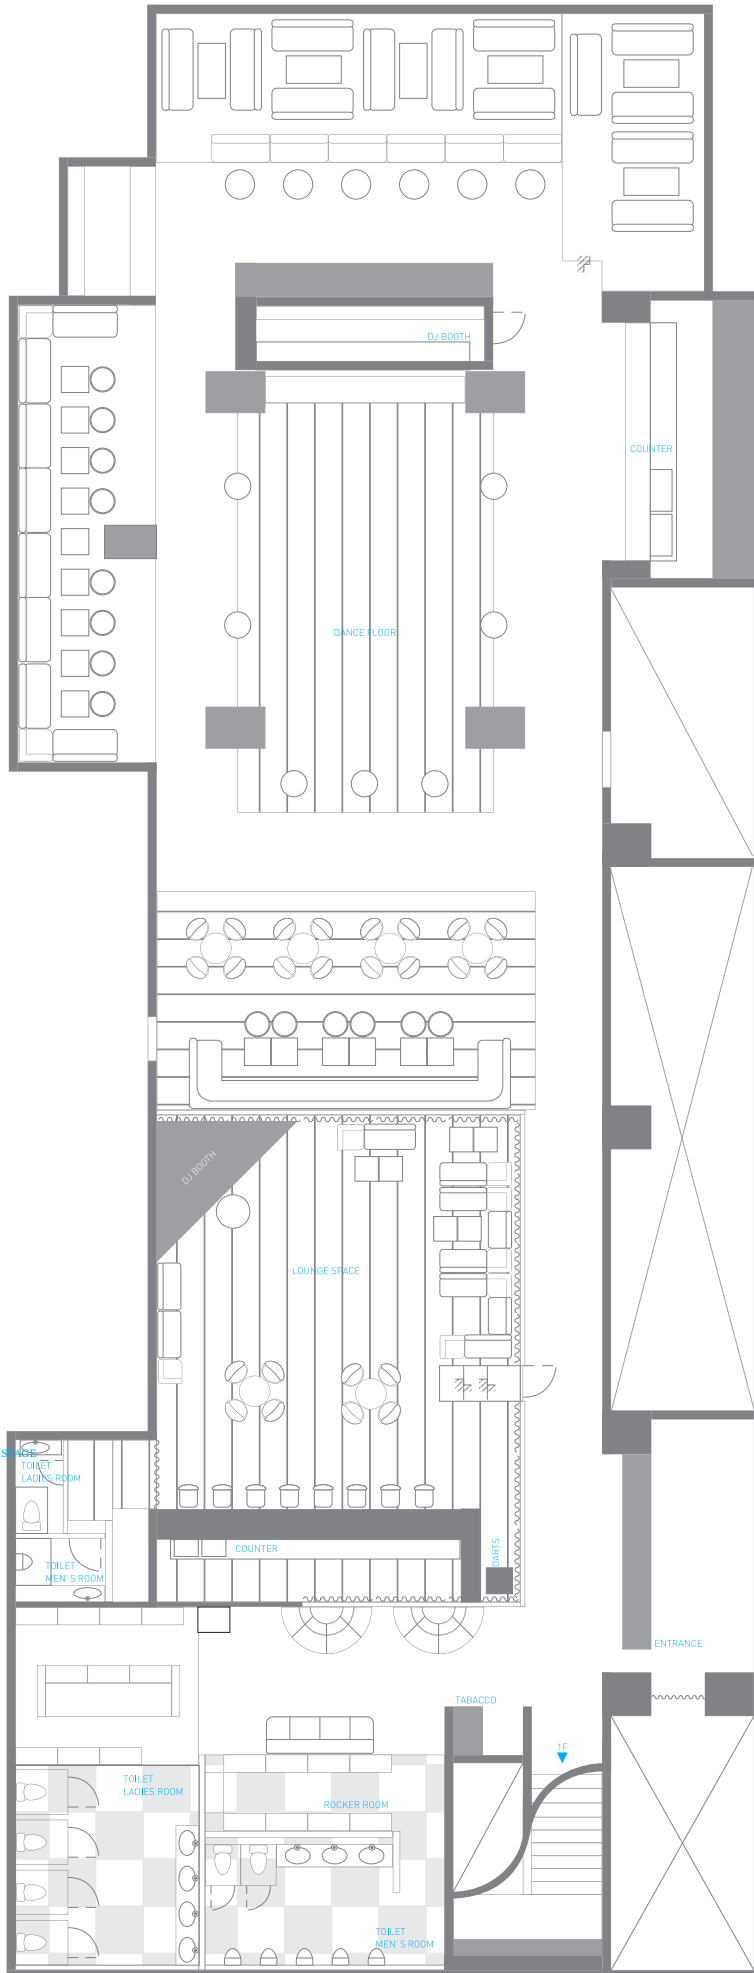 DJ BOOTH
COUNTER
DANCE FLOOR
DJ BOOTH
LOUNGE SPACE
STAGE
TOILET
LADIES ROOM
COUNTER
DARTS
TOILET
MEN'S ROOM
ENTRANCE
TABACCO
1F
TOILET
LADIES ROOM
ROCKER ROOM
TOILET
MEN'S ROOM